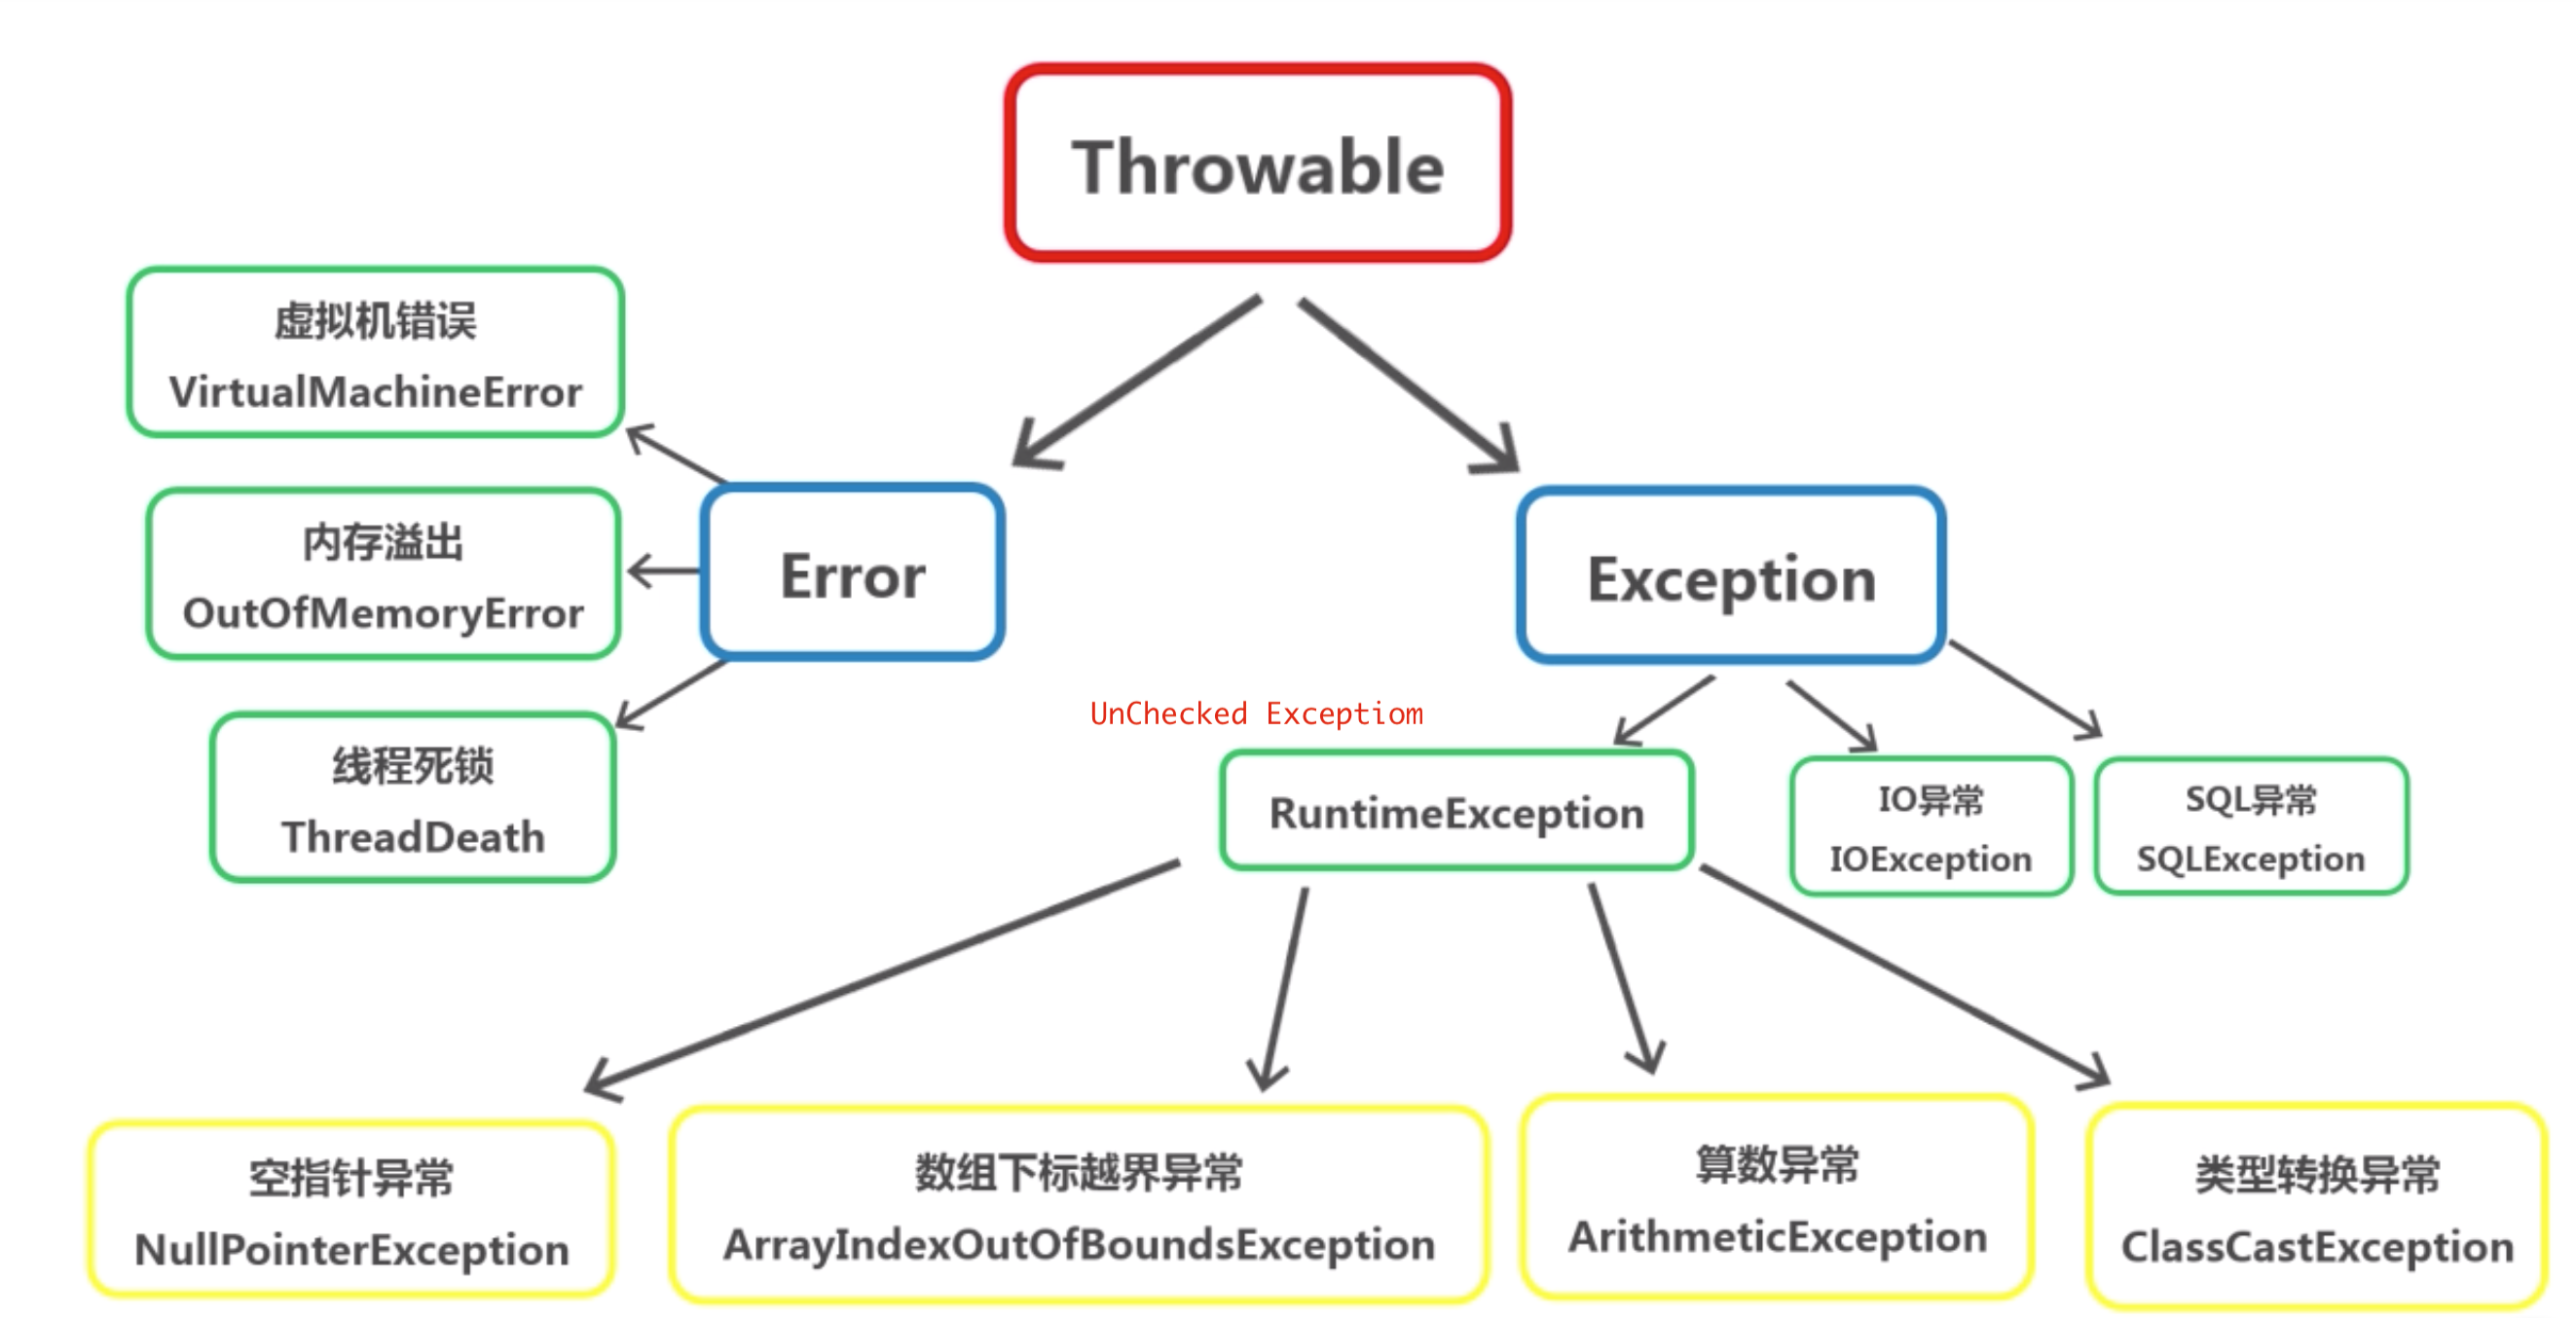 Throwable
虚拟机错误
VirtualMachineError
内存溢出
OutOfMemoryError
线程死锁
ThreadDeath
Error
Exception
UnChecked Exceptiom
RuntimeException
IO异常
IOException
SQL异常
SQLException
空指针异常
NullPointerException
数组下标越界异常
ArrayIndexOutOfBoundsException
算数异常
ArithmeticException
类型转换异常
ClassCastException